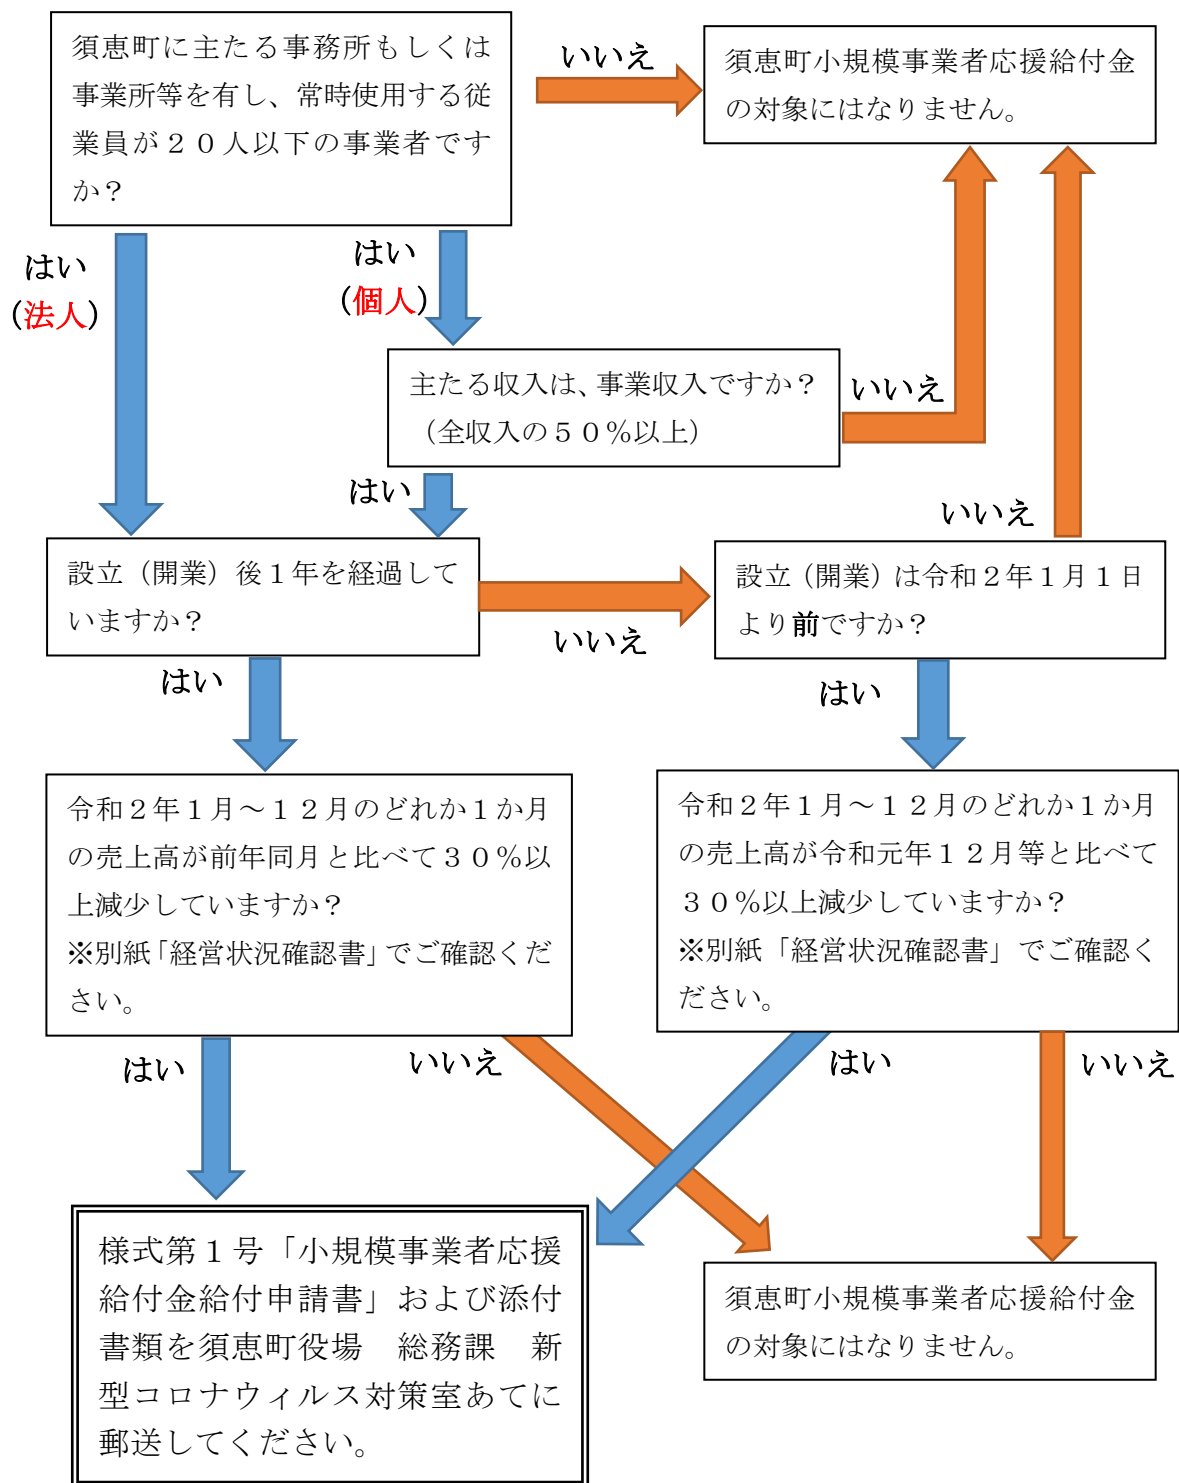 須恵町に主たる事務所もしくは
事業所等を有し、常時使用する従
業員が２０人以下の事業者です
か？
いいえ
須恵町小規模事業者応援給付金
の対象にはなりません。
はい
（法人）
はい
（個人）
主たる収入は、事業収入ですか？
（全収入の５０％以上）
いいえ
はい
いいえ
設立（開業）後１年を経過して
いますか？
いいえ
設立（開業）は令和２年１月１日
より前ですか？
はい
はい
令和２年１月～１２月のどれか１か月
の売上高が前年同月と比べて３０％以
上減少していますか？
※別紙「経営状況確認書」でご確認くだ
さい。
令和２年１月～１２月のどれか１か月
の売上高が令和元年１２月等と比べて
３０％以上減少していますか？
※別紙「経営状況確認書」でご確認く
ださい。
はい
いいえ
はい
いいえ
様式第１号「小規模事業者応援
給付金給付申請書」および添付
書類を須恵町役場　総務課　新
型コロナウィルス対策室あてに
郵送してください。
須恵町小規模事業者応援給付金
の対象にはなりません。